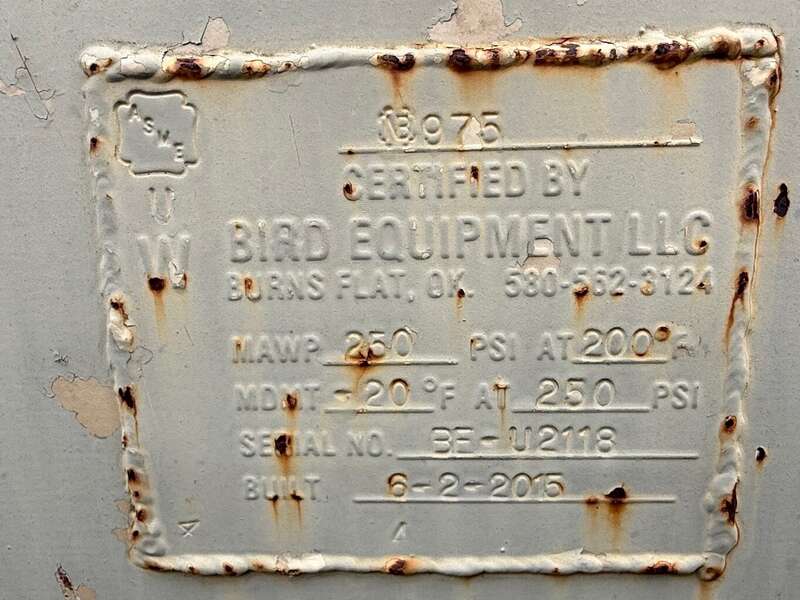 ASME
U
W
975
CERTIFIED BY
BIRD EQUIPMENT LLC
BURNS FLAT, OK. 580-562-3124
MAWP 250 PSI AT 200°F
MDMT -20 °F AT 250 PSI
SERIAL NO. BE-U2118
BUILT 6-2-2015